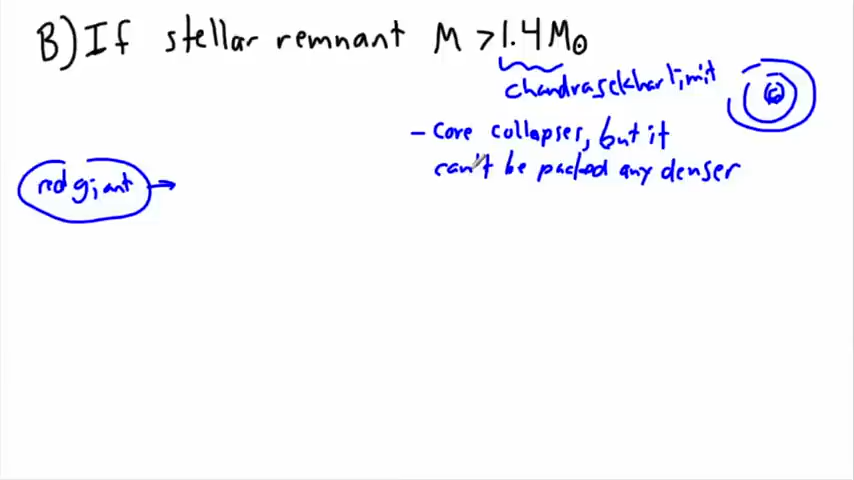 B) If stellar remnant M > 1.4 M☉
chandrasekhar limit
- Core collapses, but it
can't be packed any denser
red giant →